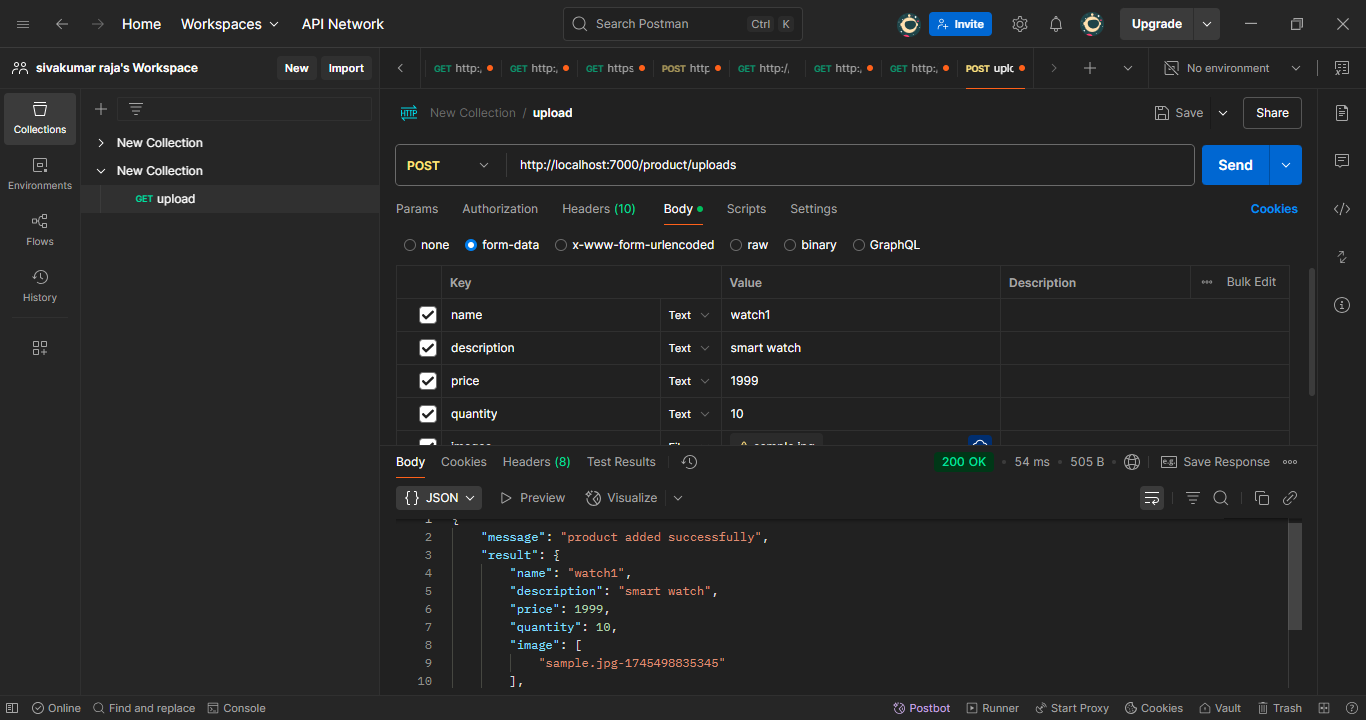 Home Workspaces API Network Search Postman Ctrl K Invite Upgrade
sivakumar raja's Workspace New Import GET http:, GET http:, GET https POST http GET http:/, GET http:, GET http:, POST uplc No environment
Collections
Environments
Flows
History
New Collection
New Collection
GET upload
HTTP New Collection / upload Save Share
POST http://localhost:7000/product/uploads Send
Params Authorization Headers (10) Body Scripts Settings Cookies
none form-data x-www-form-urlencoded raw binary GraphQL
Key Value Description Bulk Edit
name Text watch1
description Text smart watch
price Text 1999
quantity Text 10
Body Cookies Headers (8) Test Results 200 OK 54 ms 505 B e.g. Save Response
{} JSON Preview Visualize
1 {
2 "message": "product added successfully",
3 "result": {
4 "name": "watch1",
5 "description": "smart watch",
6 "price": 1999,
7 "quantity": 10,
8 "image": [
9 "sample.jpg-1745498835345"
10 ],
Online Find and replace Console Postbot Runner Start Proxy Cookies Vault Trash